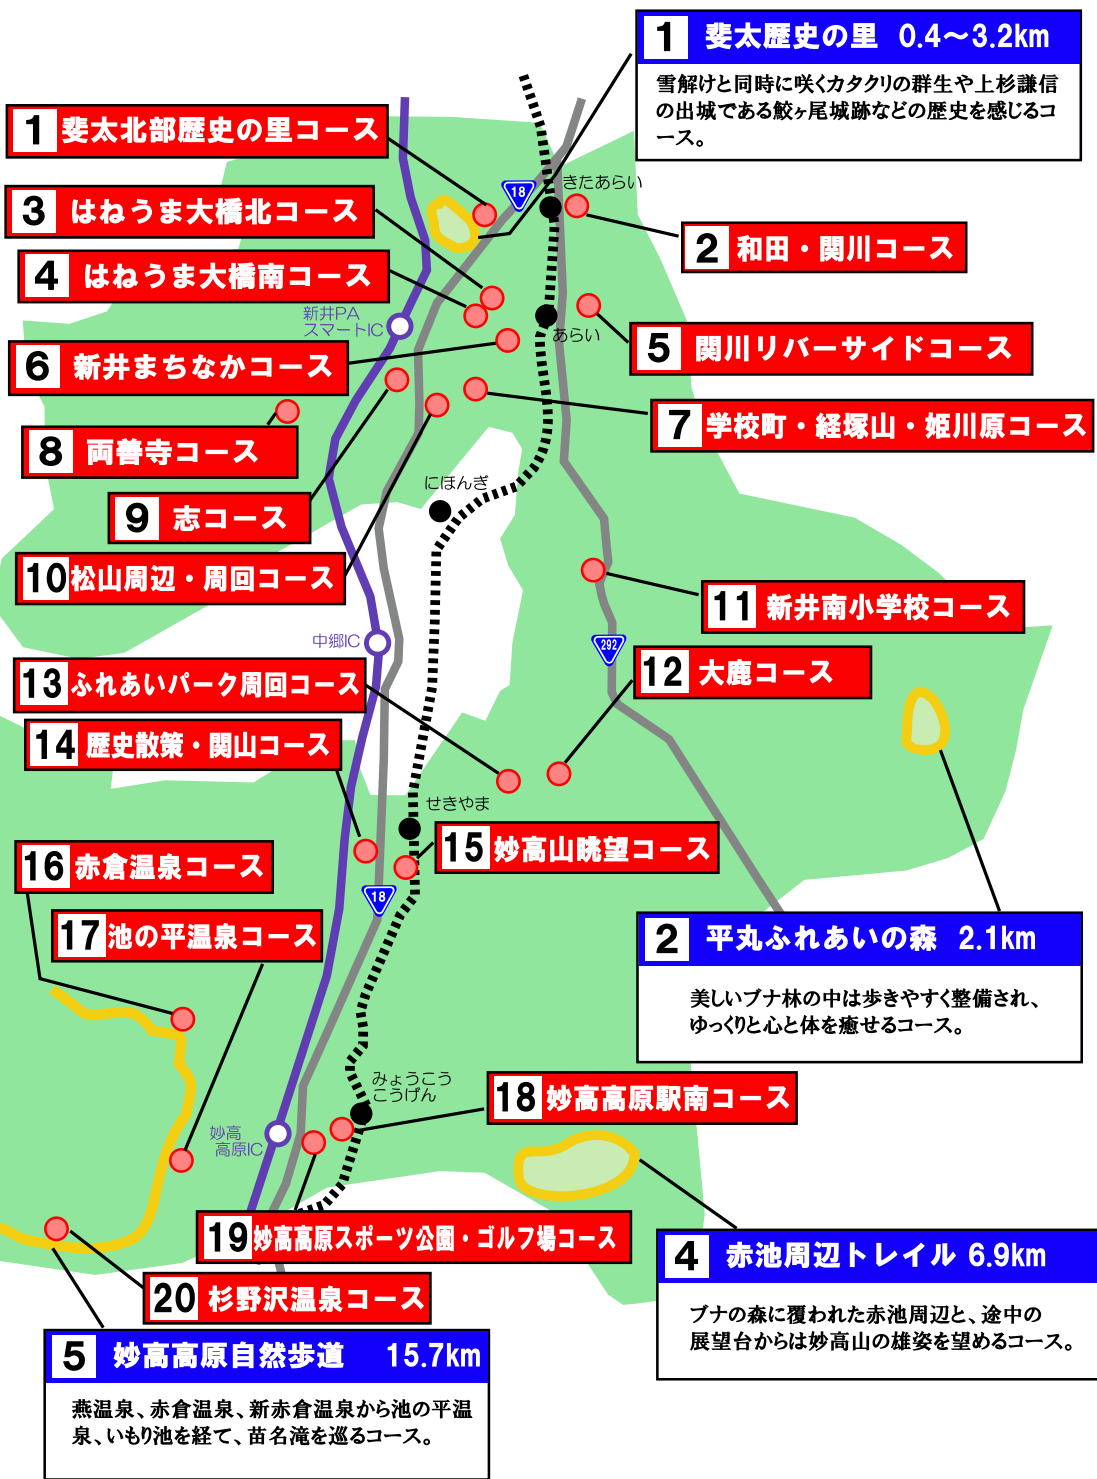 1 斐太歴史の里 0.4～3.2km
雪解けと同時に咲くカタクリの群生や上杉謙信
の出城である鮫ヶ尾城跡などの歴史を感じるコ
ース。
1 斐太北部歴史の里コース
18
きたあらい
3 はねうま大橋北コース
2 和田・関川コース
4 はねうま大橋南コース
新井PA
スマートIC
あらい
5 関川リバーサイドコース
6 新井まちなかコース
7 学校町・経塚山・姫川原コース
8 両善寺コース
にほんぎ
9 志コース
10 松山周辺・周回コース
11 新井南小学校コース
中郷IC
292
12 大鹿コース
13 ふれあいパーク周回コース
14 歴史散策・関山コース
せきやま
15 妙高山眺望コース
16 赤倉温泉コース
18
17 池の平温泉コース
2 平丸ふれあいの森 2.1km
美しいブナ林の中は歩きやすく整備され、
ゆっくりと心と体を癒せるコース。
みょうこう
こうげん
18 妙高高原駅南コース
妙高
高原IC
19 妙高高原スポーツ公園・ゴルフ場コース
4 赤池周辺トレイル 6.9km
ブナの森に覆われた赤池周辺と、途中の
展望台からは妙高山の雄姿を望めるコース。
20 杉野沢温泉コース
5 妙高高原自然歩道 15.7km
燕温泉、赤倉温泉、新赤倉温泉から池の平温
泉、いもり池を経て、苗名滝を巡るコース。